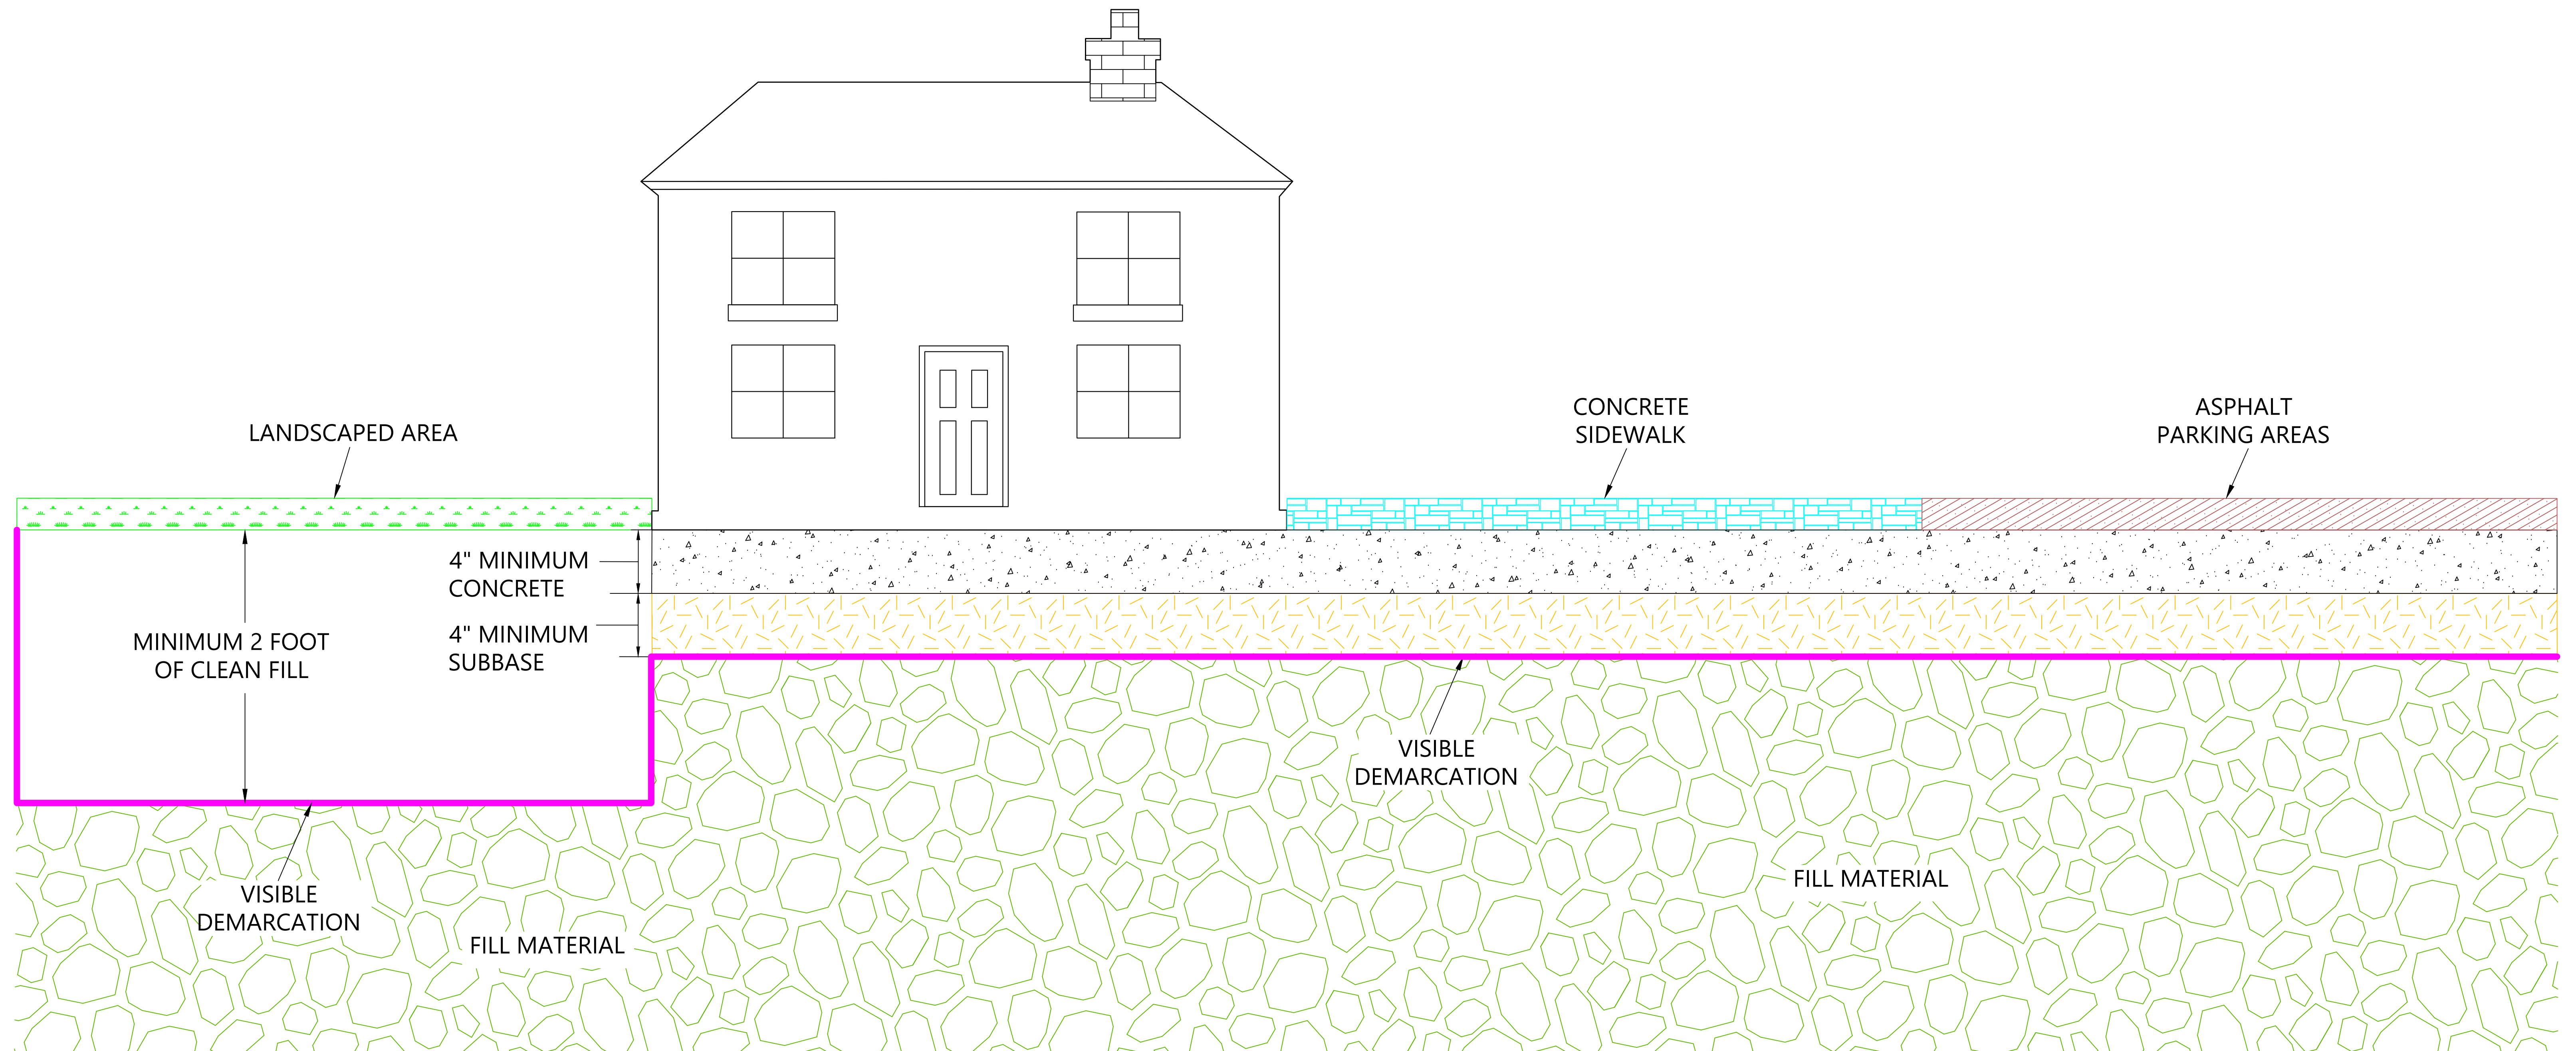 CONCRETE
SIDEWALK
ASPHALT
PARKING AREAS
LANDSCAPED AREA
4" MINIMUM
CONCRETE
MINIMUM 2 FOOT
OF CLEAN FILL
4" MINIMUM
SUBBASE
VISIBLE
DEMARCATION
VISIBLE
DEMARCATION
FILL MATERIAL
FILL MATERIAL